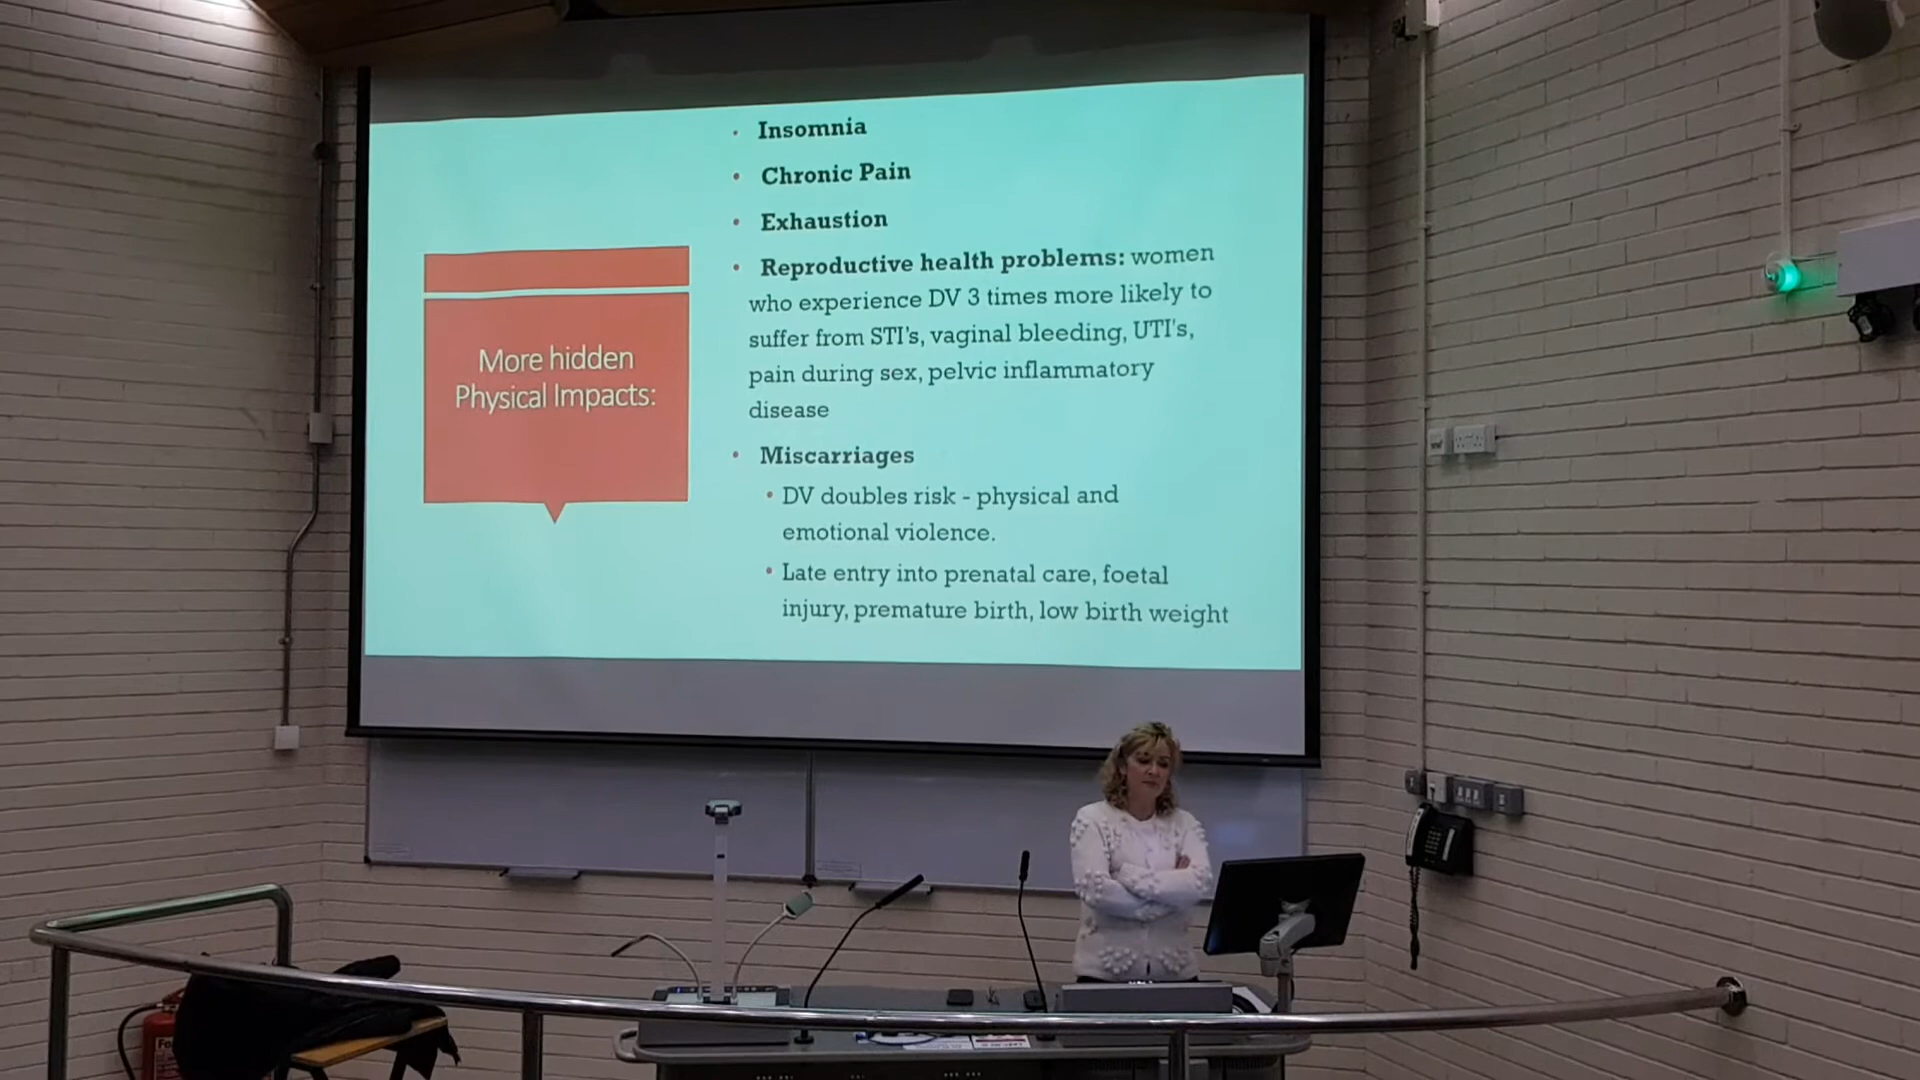 More hidden
Physical Impacts:
• Insomnia
• Chronic Pain
• Exhaustion
• Reproductive health problems: women
who experience DV 3 times more likely to
suffer from STI's, vaginal bleeding, UTI's,
pain during sex, pelvic inflammatory
disease
• Miscarriages
• DV doubles risk - physical and
emotional violence.
• Late entry into prenatal care, foetal
injury, premature birth, low birth weight